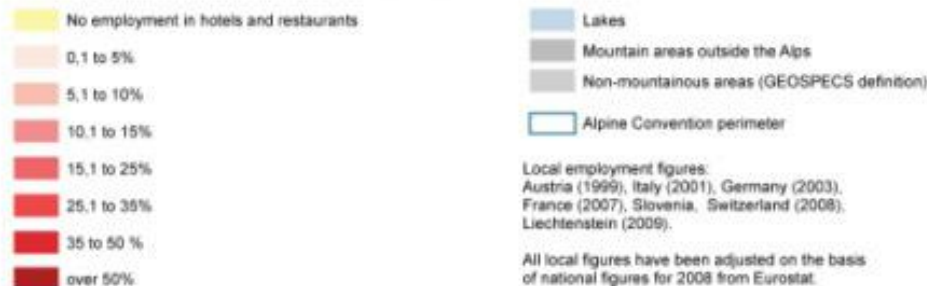 No employment in hotels and restaurants
0,1 to 5%
5,1 to 10%
10,1 to 15%
15,1 to 25%
25,1 to 35%
35 to 50 %
over 50%
Lakes
Mountain areas outside the Alps
Non-mountainous areas (GEOSPECS definition)
Alpine Convention perimeter
Local employment figures:
Austria (1999), Italy (2001), Germany (2003),
France (2007), Slovenia, Switzerland (2008),
Liechtenstein (2009).
All local figures have been adjusted on the basis
of national figures for 2008 from Eurostat.